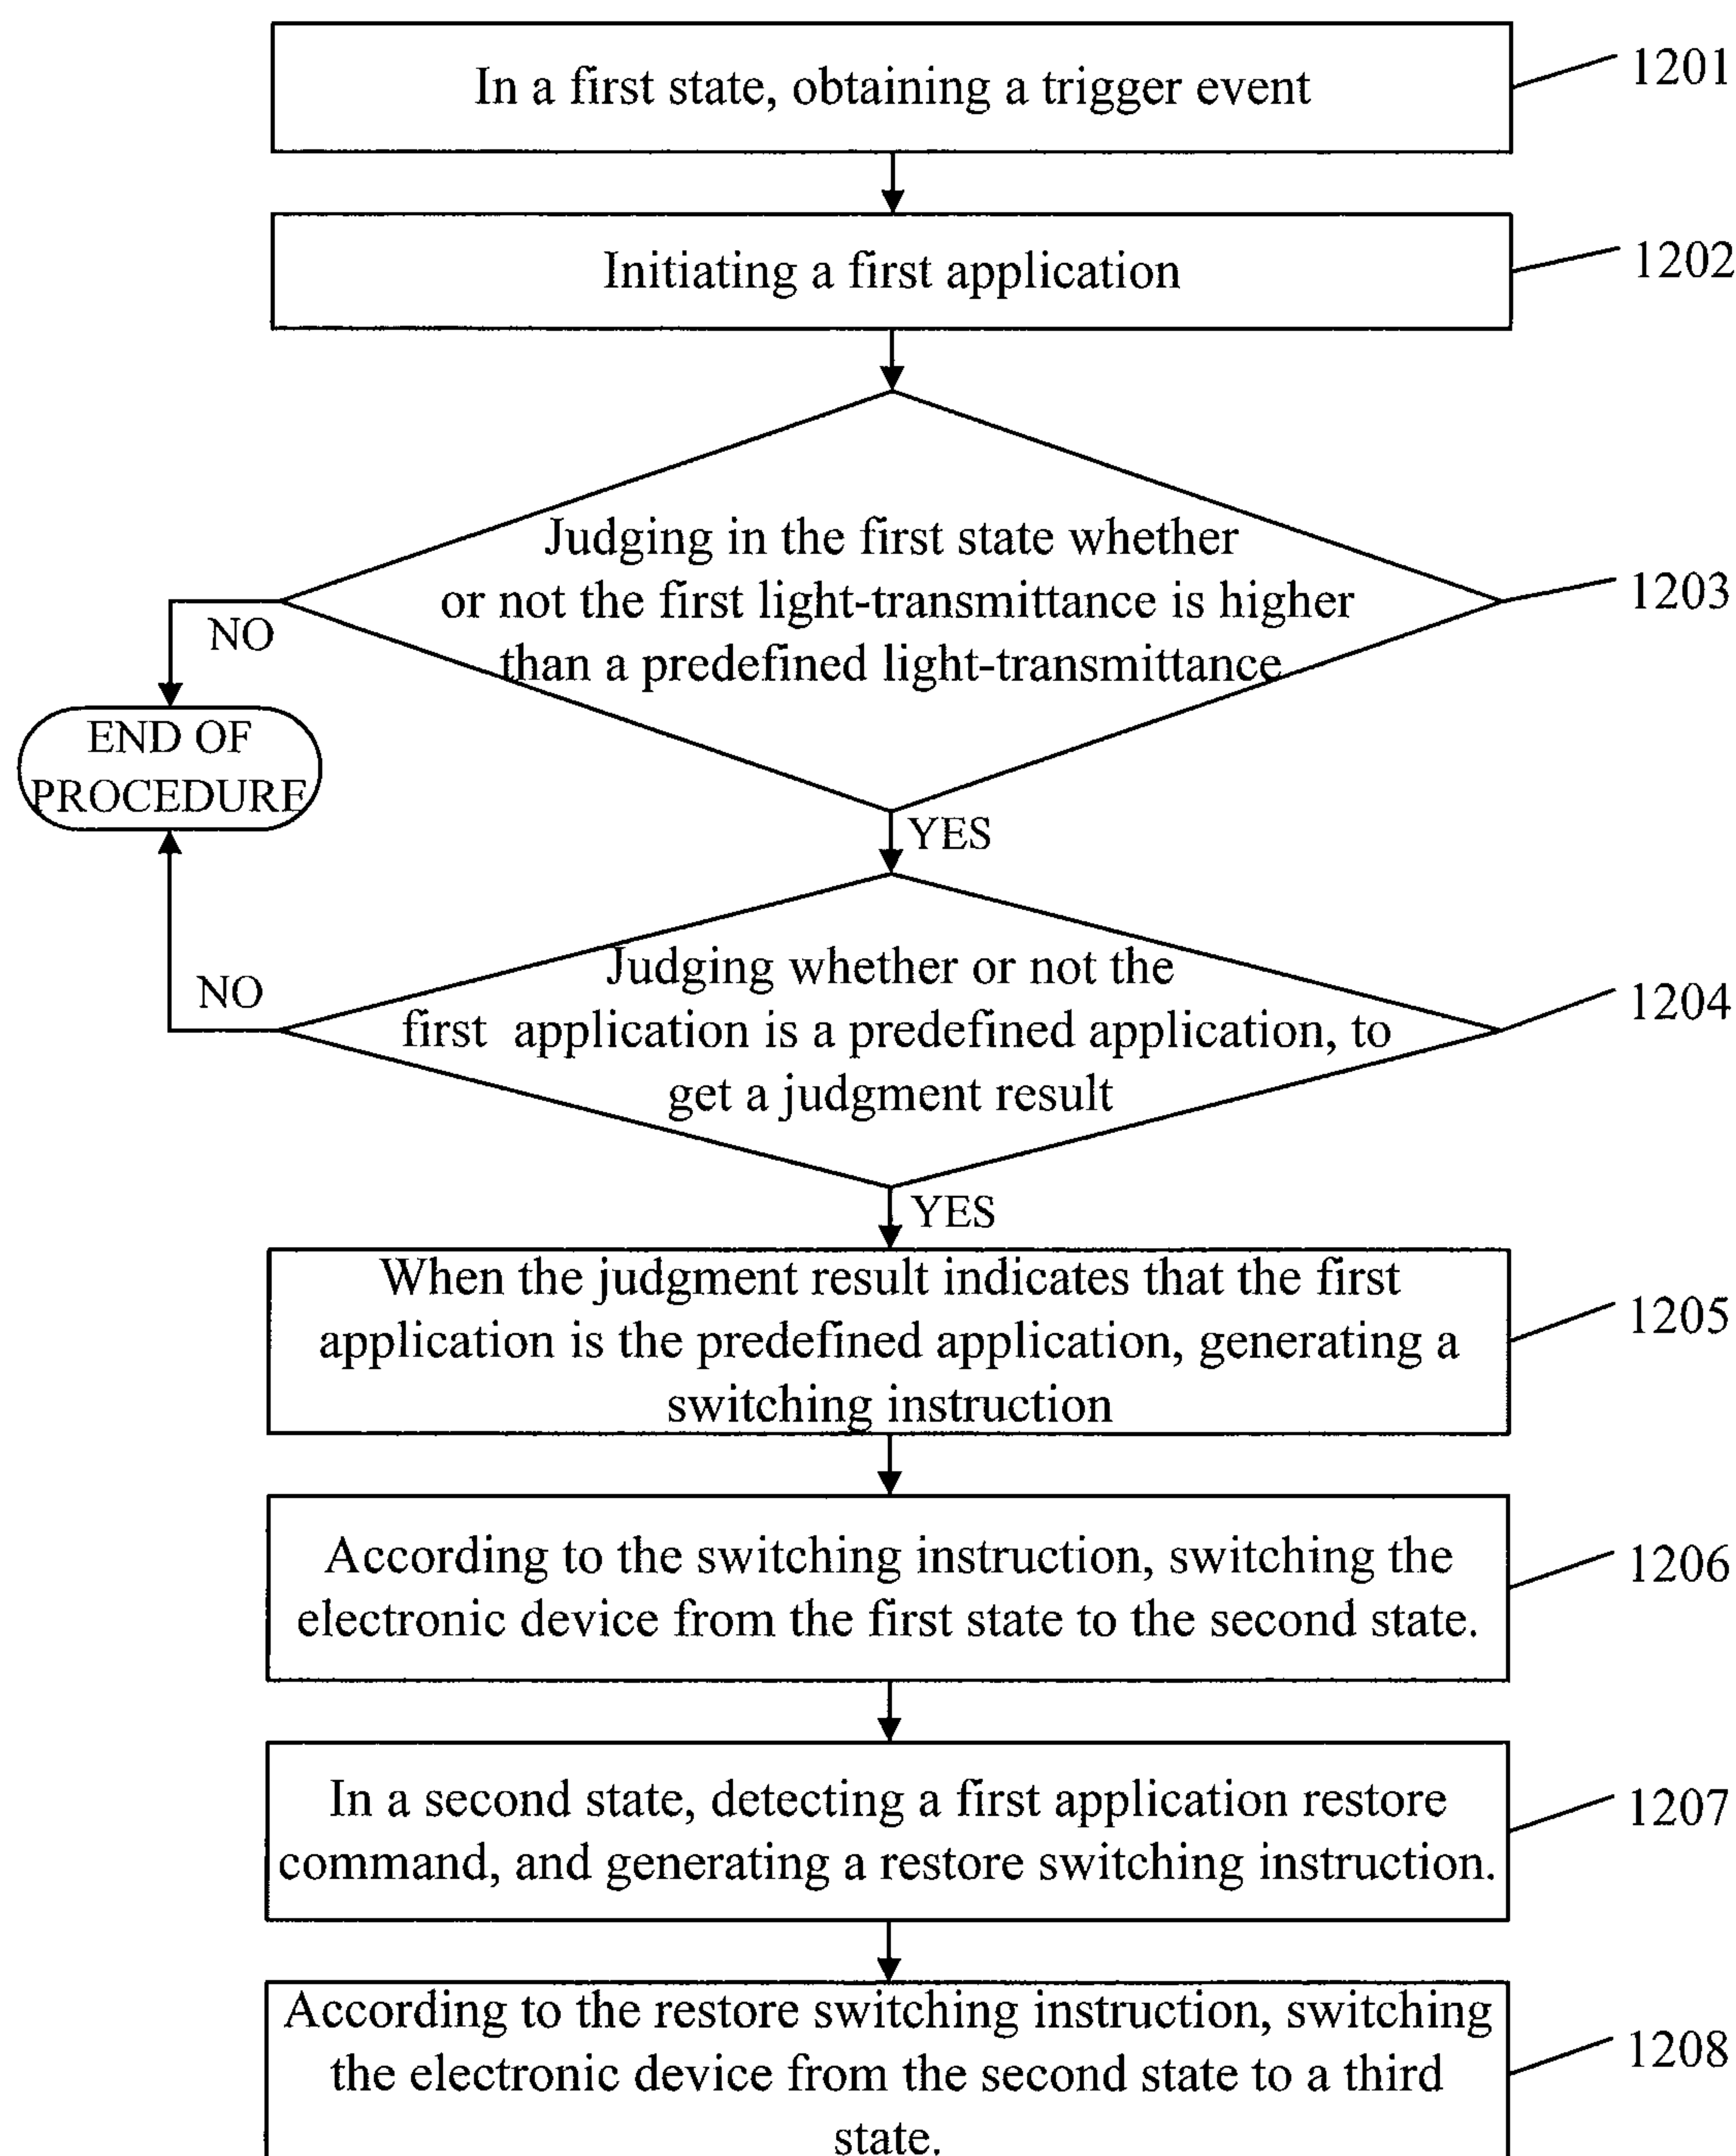 In a first state, obtaining a trigger event
1201
Initiating a first application
1202
Judging in the first state whether
or not the first light-transmittance is higher
than a predefined light-transmittance
1203
NO
END OF
PROCEDURE
YES
Judging whether or not the
first application is a predefined application, to
get a judgment result
1204
NO
YES
When the judgment result indicates that the first
application is the predefined application, generating a
switching instruction
1205
According to the switching instruction, switching the
electronic device from the first state to the second state.
1206
In a second state, detecting a first application restore
command, and generating a restore switching instruction.
1207
According to the restore switching instruction, switching
the electronic device from the second state to a third
state.
1208